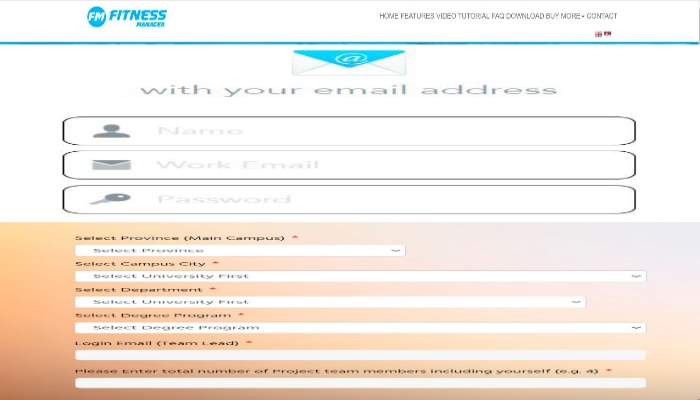 FM FITNESS
MANAGER
HOME FEATURES VIDEO TUTORIAL FAQ DOWNLOAD BUY MORE CONTACT
@
with your email address
Name
Work Email
Password
Select Province (Main Campus) *
Select Province
Select Campus City *
Select University First
Select Department *
Select University First
Select Degree Program *
Select Degree Program
Login Email (Team Lead) *
Please Enter total number of Project team members including yourself (e.g. 4) *